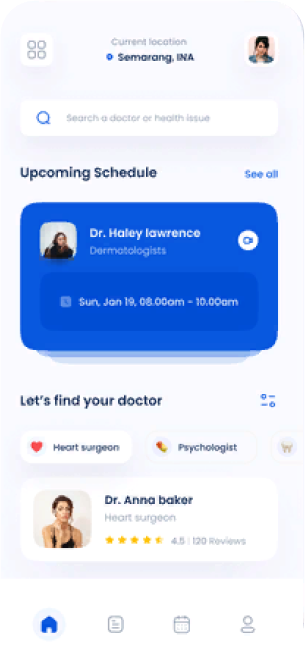 Current location
Semarang, INA
Search a doctor or health issue
Upcoming Schedule
See all
Dr. Haley lawrence
Dermatologists
Sun, Jan 19, 08.00am - 10.00am
Let's find your doctor
Heart surgeon
Psychologist
Dr. Anna baker
Heart surgeon
4.5 | 120 Reviews